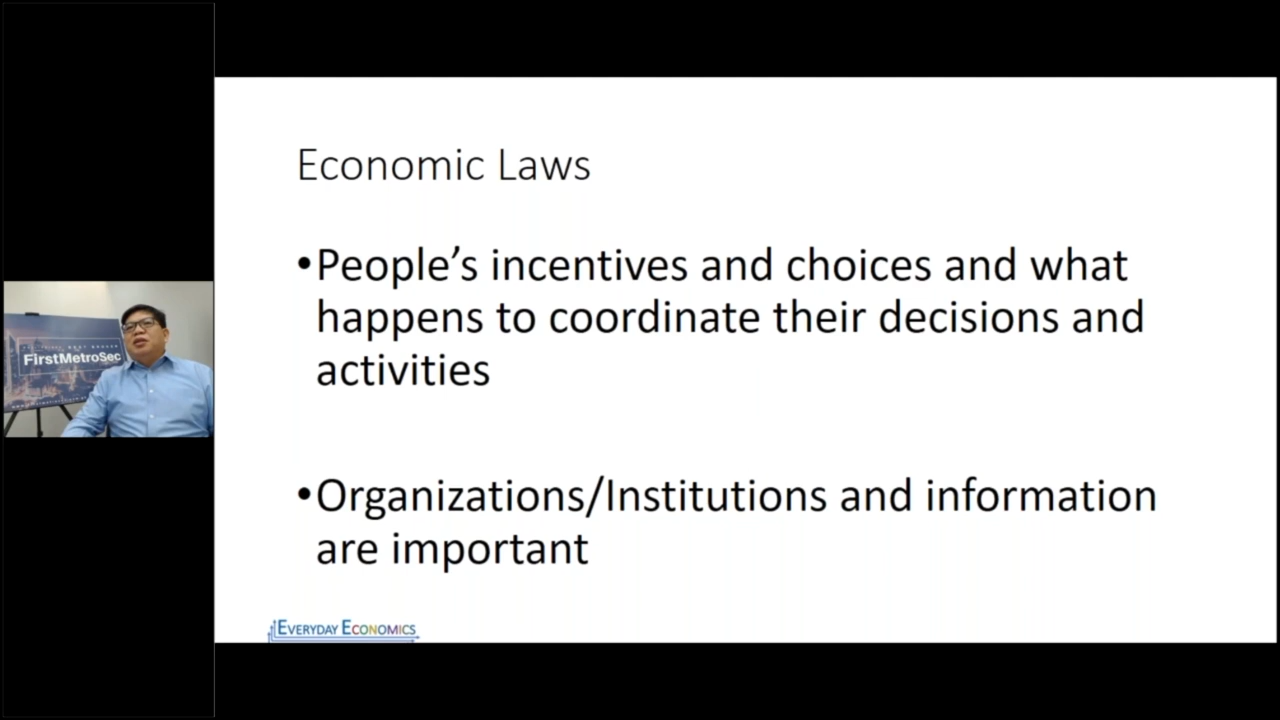 Economic Laws
•People’s incentives and choices and what
happens to coordinate their decisions and
activities
•Organizations/Institutions and information
are important
EVERYDAY ECONOMICS
FirstMetroSec